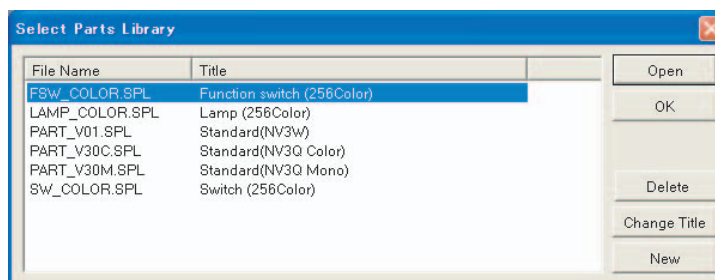 Select Parts Library
File Name Title
Open
FSW_COLOR.SPL Function switch (256Color)
LAMP_COLOR.SPL Lamp (256Color)
OK
PART_V01.SPL Standard(NV3W)
PART_V30C.SPL Standard(NV3Q Color)
PART_V30M.SPL Standard(NV3Q Mono)
SW_COLOR.SPL Switch (256Color)
Delete
Change Title
New